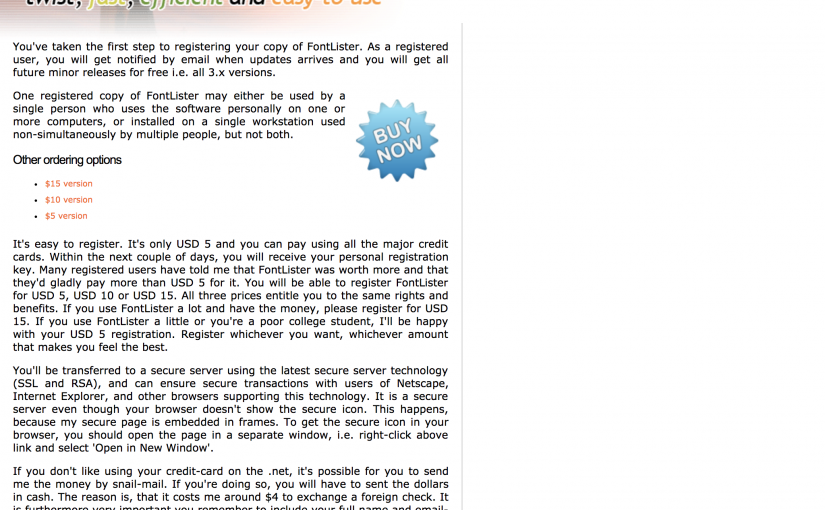 twist, fast, efficient and easy to use
You've taken the first step to registering your copy of FontLister. As a registered
user, you will get notified by email when updates arrives and you will get all
future minor releases for free i.e. all 3.x versions.
One registered copy of FontLister may either be used by a
single person who uses the software personally on one or
more computers, or installed on a single workstation used
non-simultaneously by multiple people, but not both.
BUY
NOW
Other ordering options
• $15 version
• $10 version
• $5 version
It's easy to register. It's only USD 5 and you can pay using all the major credit
cards. Within the next couple of days, you will receive your personal registration
key. Many registered users have told me that FontLister was worth more and that
they'd gladly pay more than USD 5 for it. You will be able to register FontLister
for USD 5, USD 10 or USD 15. All three prices entitle you to the same rights and
benefits. If you use FontLister a lot and have the money, please register for USD
15. If you use FontLister a little or you're a poor college student, I'll be happy
with your USD 5 registration. Register whichever you want, whichever amount
that makes you feel the best.
You'll be transferred to a secure server using the latest secure server technology
(SSL and RSA), and can ensure secure transactions with users of Netscape,
Internet Explorer, and other browsers supporting this technology. It is a secure
server even though your browser doesn't show the secure icon. This happens,
because my secure page is embedded in frames. To get the secure icon in your
browser, you should open the page in a separate window, i.e. right-click above
link and select 'Open in New Window'.
If you don't like using your credit-card on the .net, it's possible for you to send
me the money by snail-mail. If you're doing so, you will have to sent the dollars
in cash. The reason is, that it costs me around $4 to exchange a foreign check. It
is furthermore very important you remember to include your full name and email-